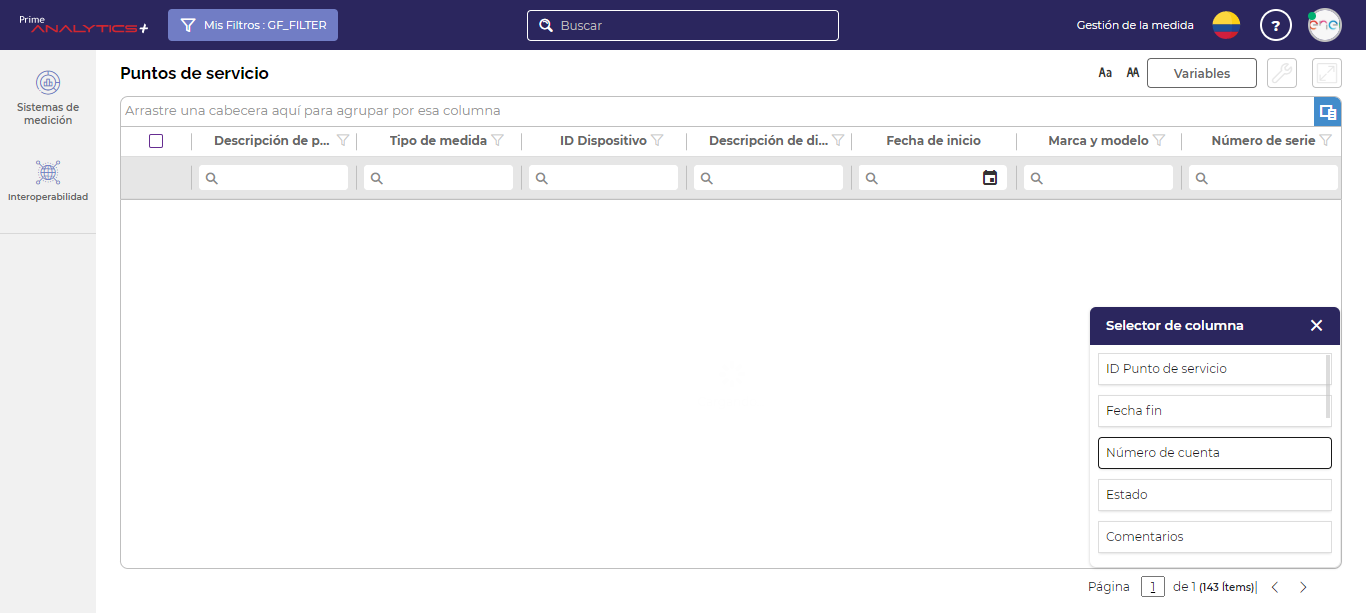 Prime
ANALYTICS+
Mis Filtros : GF_FILTER
Buscar
Gestión de la medida
?
ene
Sistemas de
medición
Interoperabilidad
Puntos de servicio
Aa
AA
Variables
Arrastre una cabecera aquí para agrupar por esa columna
Descripción de p...
Tipo de medida
ID Dispositivo
Descripción de di...
Fecha de inicio
Marca y modelo
Número de serie
Selector de columna
ID Punto de servicio
Fecha fin
Número de cuenta
Estado
Comentarios
Página 1 de 1 (143 Ítems)|